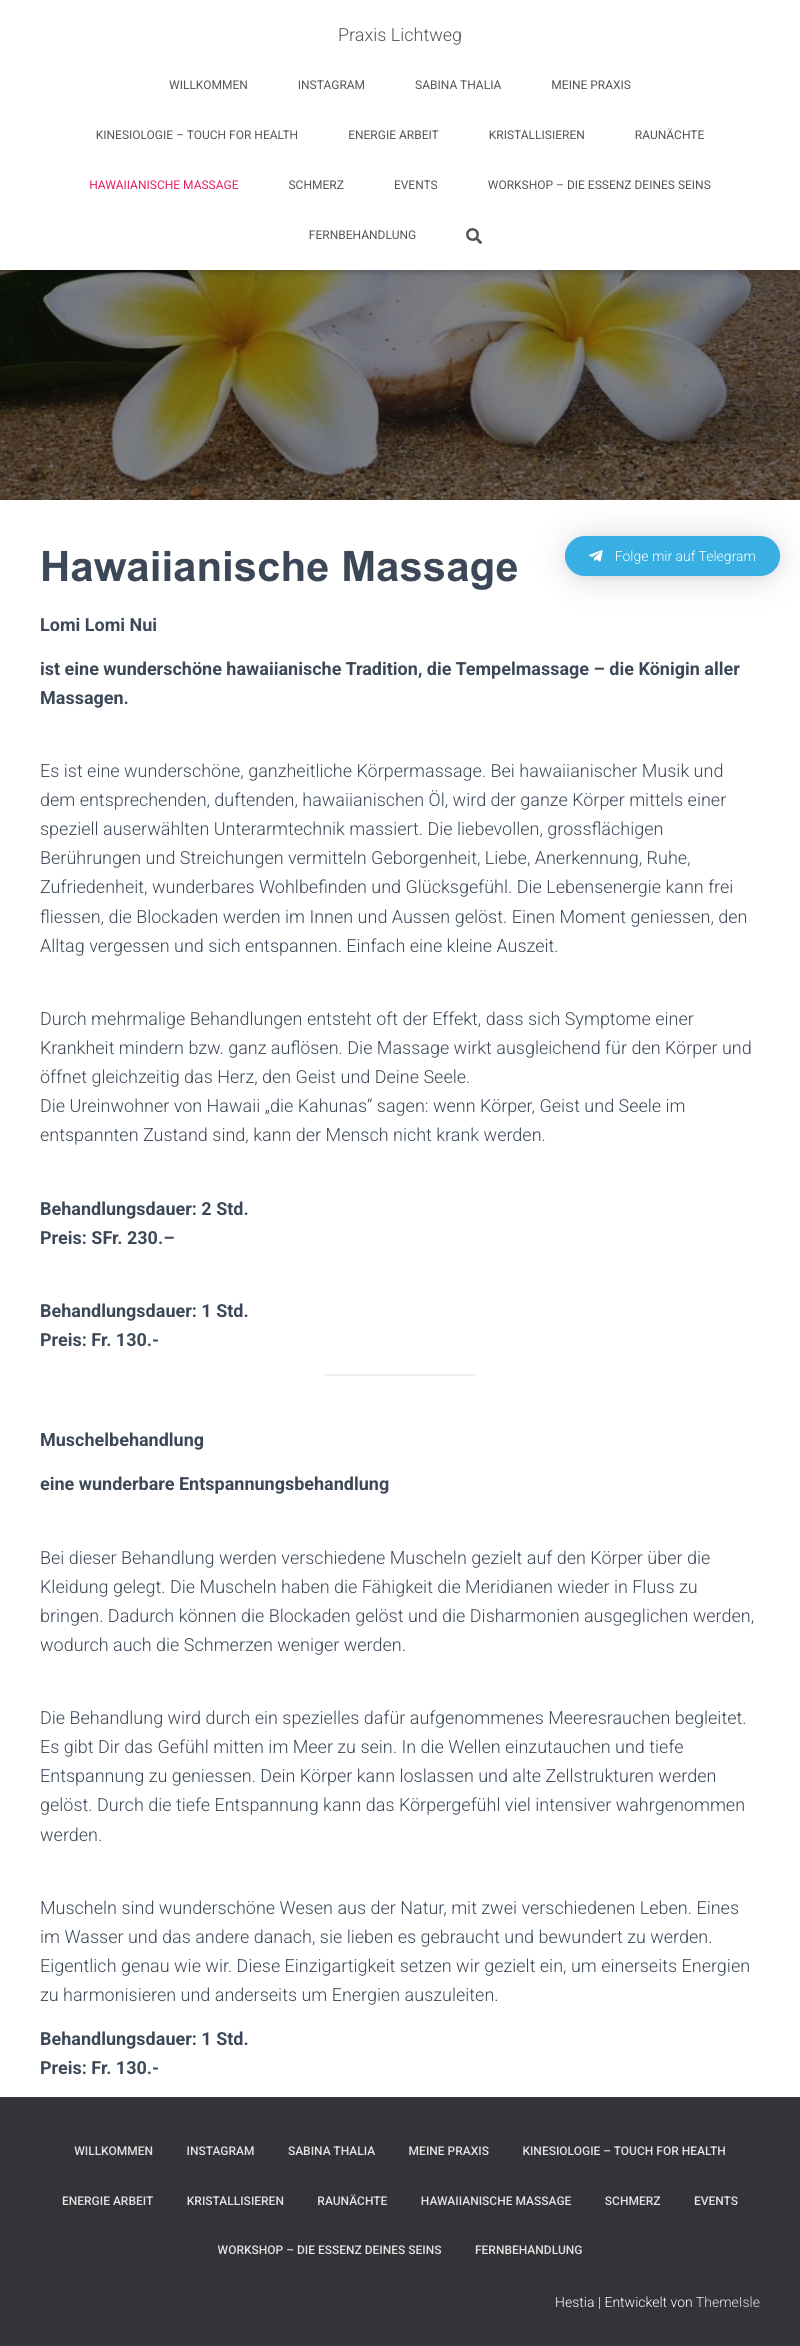 Praxis Lichtweg
WILLKOMMEN INSTAGRAM SABINA THALIA MEINE PRAXIS
KINESIOLOGIE – TOUCH FOR HEALTH ENERGIE ARBEIT KRISTALLISIEREN RAUNÄCHTE
HAWAIIANISCHE MASSAGE SCHMERZ EVENTS WORKSHOP – DIE ESSENZ DEINES SEINS
FERNBEHANDLUNG
Hawaiianische Massage
Folge mir auf Telegram
Lomi Lomi Nui
ist eine wunderschöne hawaiianische Tradition, die Tempelmassage – die Königin aller
Massagen.
Es ist eine wunderschöne, ganzheitliche Körpermassage. Bei hawaiianischer Musik und
dem entsprechenden, duftenden, hawaiianischen Öl, wird der ganze Körper mittels einer
speziell auserwählten Unterarmtechnik massiert. Die liebevollen, grossflächigen
Berührungen und Streichungen vermitteln Geborgenheit, Liebe, Anerkennung, Ruhe,
Zufriedenheit, wunderbares Wohlbefinden und Glücksgefühl. Die Lebensenergie kann frei
fliessen, die Blockaden werden im Innen und Aussen gelöst. Einen Moment geniessen, den
Alltag vergessen und sich entspannen. Einfach eine kleine Auszeit.
Durch mehrmalige Behandlungen entsteht oft der Effekt, dass sich Symptome einer
Krankheit mindern bzw. ganz auflösen. Die Massage wirkt ausgleichend für den Körper und
öffnet gleichzeitig das Herz, den Geist und Deine Seele.
Die Ureinwohner von Hawaii „die Kahunas“ sagen: wenn Körper, Geist und Seele im
entspannten Zustand sind, kann der Mensch nicht krank werden.
Behandlungsdauer: 2 Std.
Preis: SFr. 230.–
Behandlungsdauer: 1 Std.
Preis: Fr. 130.-
Muschelbehandlung
eine wunderbare Entspannungsbehandlung
Bei dieser Behandlung werden verschiedene Muscheln gezielt auf den Körper über die
Kleidung gelegt. Die Muscheln haben die Fähigkeit die Meridianen wieder in Fluss zu
bringen. Dadurch können die Blockaden gelöst und die Disharmonien ausgeglichen werden,
wodurch auch die Schmerzen weniger werden.
Die Behandlung wird durch ein spezielles dafür aufgenommenes Meeresrauchen begleitet.
Es gibt Dir das Gefühl mitten im Meer zu sein. In die Wellen einzutauchen und tiefe
Entspannung zu geniessen. Dein Körper kann loslassen und alte Zellstrukturen werden
gelöst. Durch die tiefe Entspannung kann das Körpergefühl viel intensiver wahrgenommen
werden.
Muscheln sind wunderschöne Wesen aus der Natur, mit zwei verschiedenen Leben. Eines
im Wasser und das andere danach, sie lieben es gebraucht und bewundert zu werden.
Eigentlich genau wie wir. Diese Einzigartigkeit setzen wir gezielt ein, um einerseits Energien
zu harmonisieren und anderseits um Energien auszuleiten.
Behandlungsdauer: 1 Std.
Preis: Fr. 130.-
WILLKOMMEN INSTAGRAM SABINA THALIA MEINE PRAXIS KINESIOLOGIE – TOUCH FOR HEALTH
ENERGIE ARBEIT KRISTALLISIEREN RAUNÄCHTE HAWAIIANISCHE MASSAGE SCHMERZ EVENTS
WORKSHOP – DIE ESSENZ DEINES SEINS FERNBEHANDLUNG
Hestia | Entwickelt von ThemeIsle